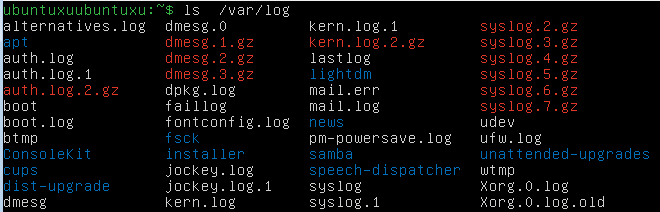 ubuntuxuubuntuxu:~$ ls  /var/log
alternatives.log  dmesg.0         kern.log.1         syslog.2.gz
apt               dmesg.1.gz      kern.log.2.gz      syslog.3.gz
auth.log          dmesg.2.gz      lastlog            syslog.4.gz
auth.log.1        dmesg.3.gz      lightdm            syslog.5.gz
auth.log.2.gz     dpkg.log        mail.err           syslog.6.gz
boot              faillog         mail.log           syslog.7.gz
boot.log          fontconfig.log  news               udev
btmp              fsck            pm-powersave.log   ufw.log
ConsoleKit        installer       samba              unattended-upgrades
cups              jockey.log      speech-dispatcher  wtmp
dist-upgrade      jockey.log.1    syslog             Xorg.0.log
dmesg             kern.log        syslog.1           Xorg.0.log.old